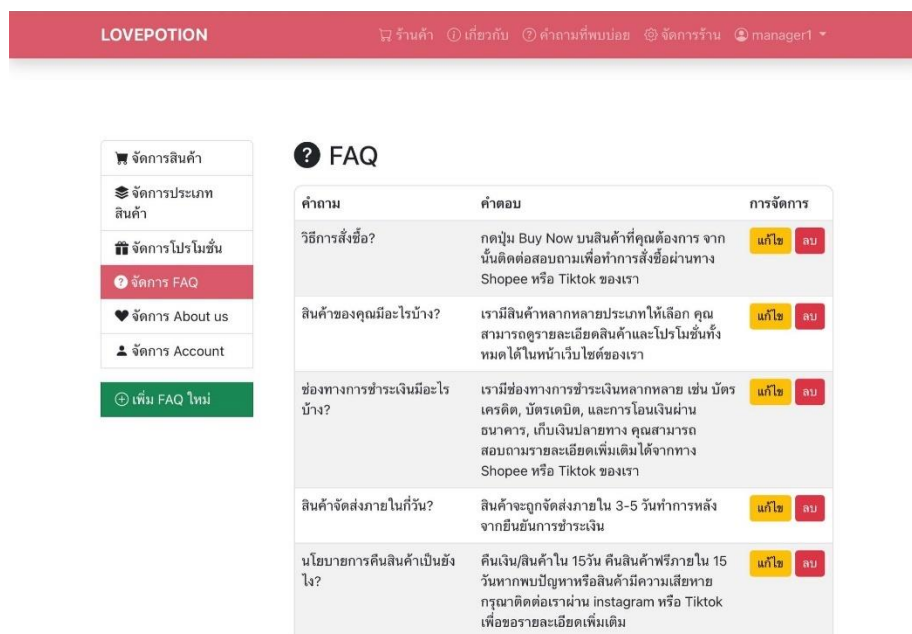 LOVEPOTION
ร้านค้า
เกี่ยวกับ
คำถามที่พบบ่อย
จัดการร้าน
manager1
จัดการสินค้า
จัดการประเภท
สินค้า
จัดการโปรโมชั่น
จัดการ FAQ
จัดการ About us
จัดการ Account
เพิ่ม FAQ ใหม่
FAQ
คำถาม
คำตอบ
การจัดการ
วิธีการสั่งซื้อ?
กดปุ่ม Buy Now บนสินค้าที่คุณต้องการ จาก
นั้นติดต่อสอบถามเพื่อทำการสั่งซื้อผ่านทาง
Shopee หรือ Tiktok ของเรา
แก้ไข
ลบ
สินค้าของคุณมีอะไรบ้าง?
เรามีสินค้าหลากหลายประเภทให้เลือก คุณ
สามารถดูรายละเอียดสินค้าและโปรโมชั่นทั้ง
หมดได้ในหน้าเว็บไซต์ของเรา
แก้ไข
ลบ
ช่องทางการชำระเงินมีอะไร
บ้าง?
เรามีช่องทางการชำระเงินหลากหลาย เช่น บัตร
เครดิต, บัตรเดบิต, และการโอนเงินผ่าน
ธนาคาร, เก็บเงินปลายทาง คุณสามารถ
สอบถามรายละเอียดเพิ่มเติมได้จากทาง
Shopee หรือ Tiktok ของเรา
แก้ไข
ลบ
สินค้าจัดส่งภายในกี่วัน?
สินค้าจะถูกจัดส่งภายใน 3-5 วันทำการหลัง
จากยืนยันการชำระเงิน
แก้ไข
ลบ
นโยบายการคืนสินค้าเป็นยัง
ไง?
คืนเงิน/สินค้าใน 15วัน คืนสินค้าฟรีภายใน 15
วันหากพบปัญหาหรือสินค้ามีความเสียหาย
กรุณาติดต่อเราผ่าน instagram หรือ Tiktok
เพื่อขอรายละเอียดเพิ่มเติม
แก้ไข
ลบ